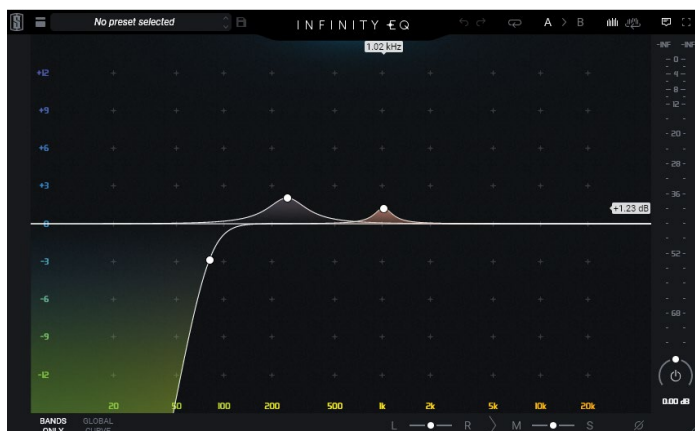 No preset selected
INFINITY EQ
A > B
1.02 kHz
-INF -INF
+12
+9
+6
+3
0
-3
-6
-9
-12
+1.23 dB
- 0 -
- 4 -
- 8 -
- 12 -
- 20 -
- 28 -
- 36 -
- 52 -
- 68 -
20 50 100 200 500 1k 2k 5k 10k 20k
0.00 dB
BANDS ONLY
GLOBAL CURVE
L R > M S